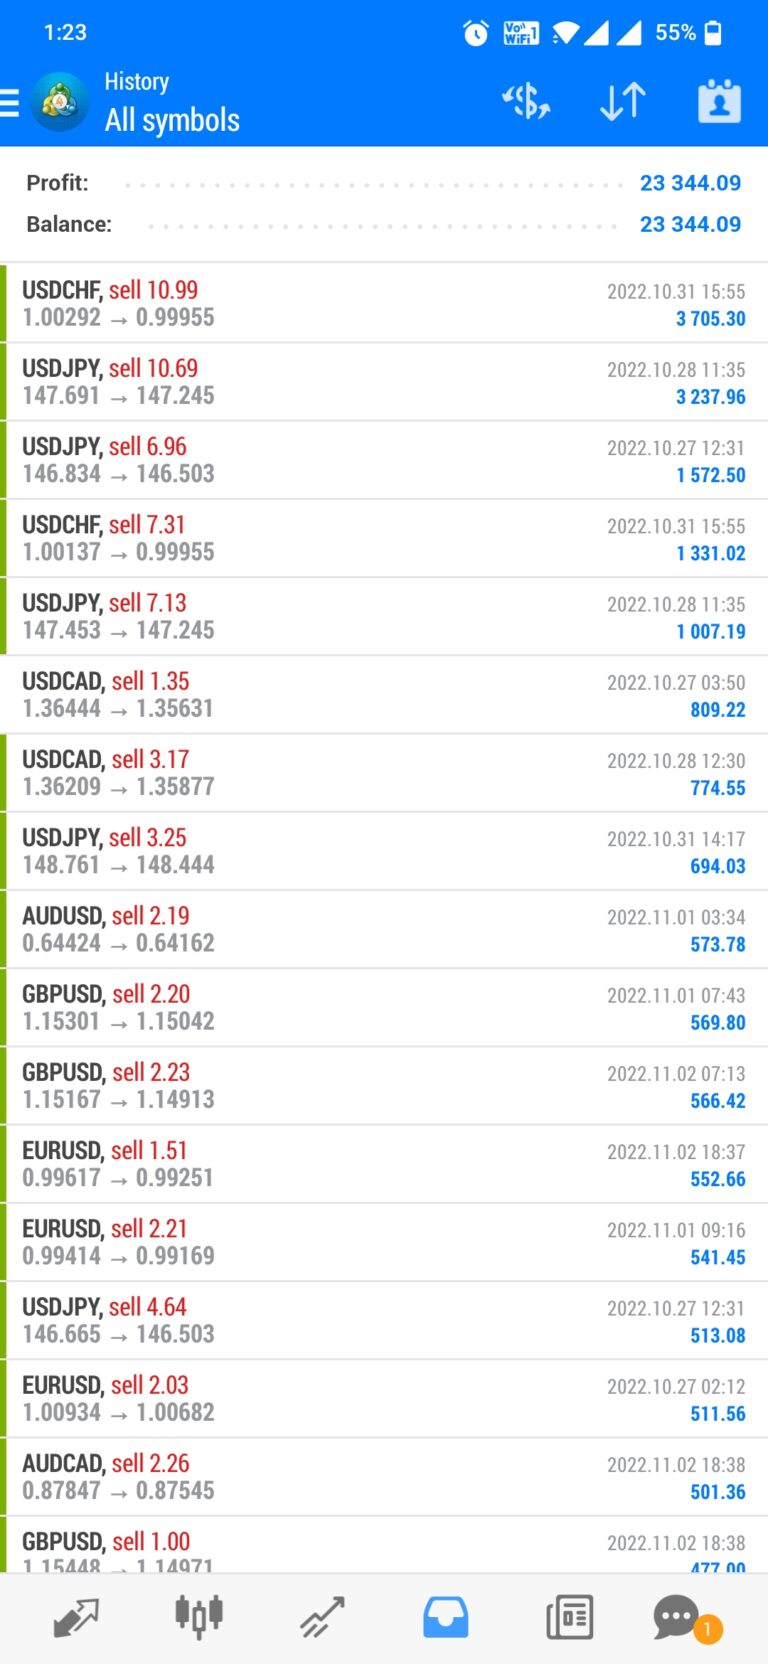 1:23
Vo)) WiFi 1
55%
History
All symbols
Profit: 23 344.09
Balance: 23 344.09
USDCHF, sell 10.99 2022.10.31 15:55
1.00292 → 0.99955 3 705.30
USDJPY, sell 10.69 2022.10.28 11:35
147.691 → 147.245 3 237.96
USDJPY, sell 6.96 2022.10.27 12:31
146.834 → 146.503 1 572.50
USDCHF, sell 7.31 2022.10.31 15:55
1.00137 → 0.99955 1 331.02
USDJPY, sell 7.13 2022.10.28 11:35
147.453 → 147.245 1 007.19
USDCAD, sell 1.35 2022.10.27 03:50
1.36444 → 1.35631 809.22
USDCAD, sell 3.17 2022.10.28 12:30
1.36209 → 1.35877 774.55
USDJPY, sell 3.25 2022.10.31 14:17
148.761 → 148.444 694.03
AUDUSD, sell 2.19 2022.11.01 03:34
0.64424 → 0.64162 573.78
GBPUSD, sell 2.20 2022.11.01 07:43
1.15301 → 1.15042 569.80
GBPUSD, sell 2.23 2022.11.02 07:13
1.15167 → 1.14913 566.42
EURUSD, sell 1.51 2022.11.02 18:37
0.99617 → 0.99251 552.66
EURUSD, sell 2.21 2022.11.01 09:16
0.99414 → 0.99169 541.45
USDJPY, sell 4.64 2022.10.27 12:31
146.665 → 146.503 513.08
EURUSD, sell 2.03 2022.10.27 02:12
1.00934 → 1.00682 511.56
AUDCAD, sell 2.26 2022.11.02 18:38
0.87847 → 0.87545 501.36
GBPUSD, sell 1.00 2022.11.02 18:38
1.15448 → 1.14971 477.00
1